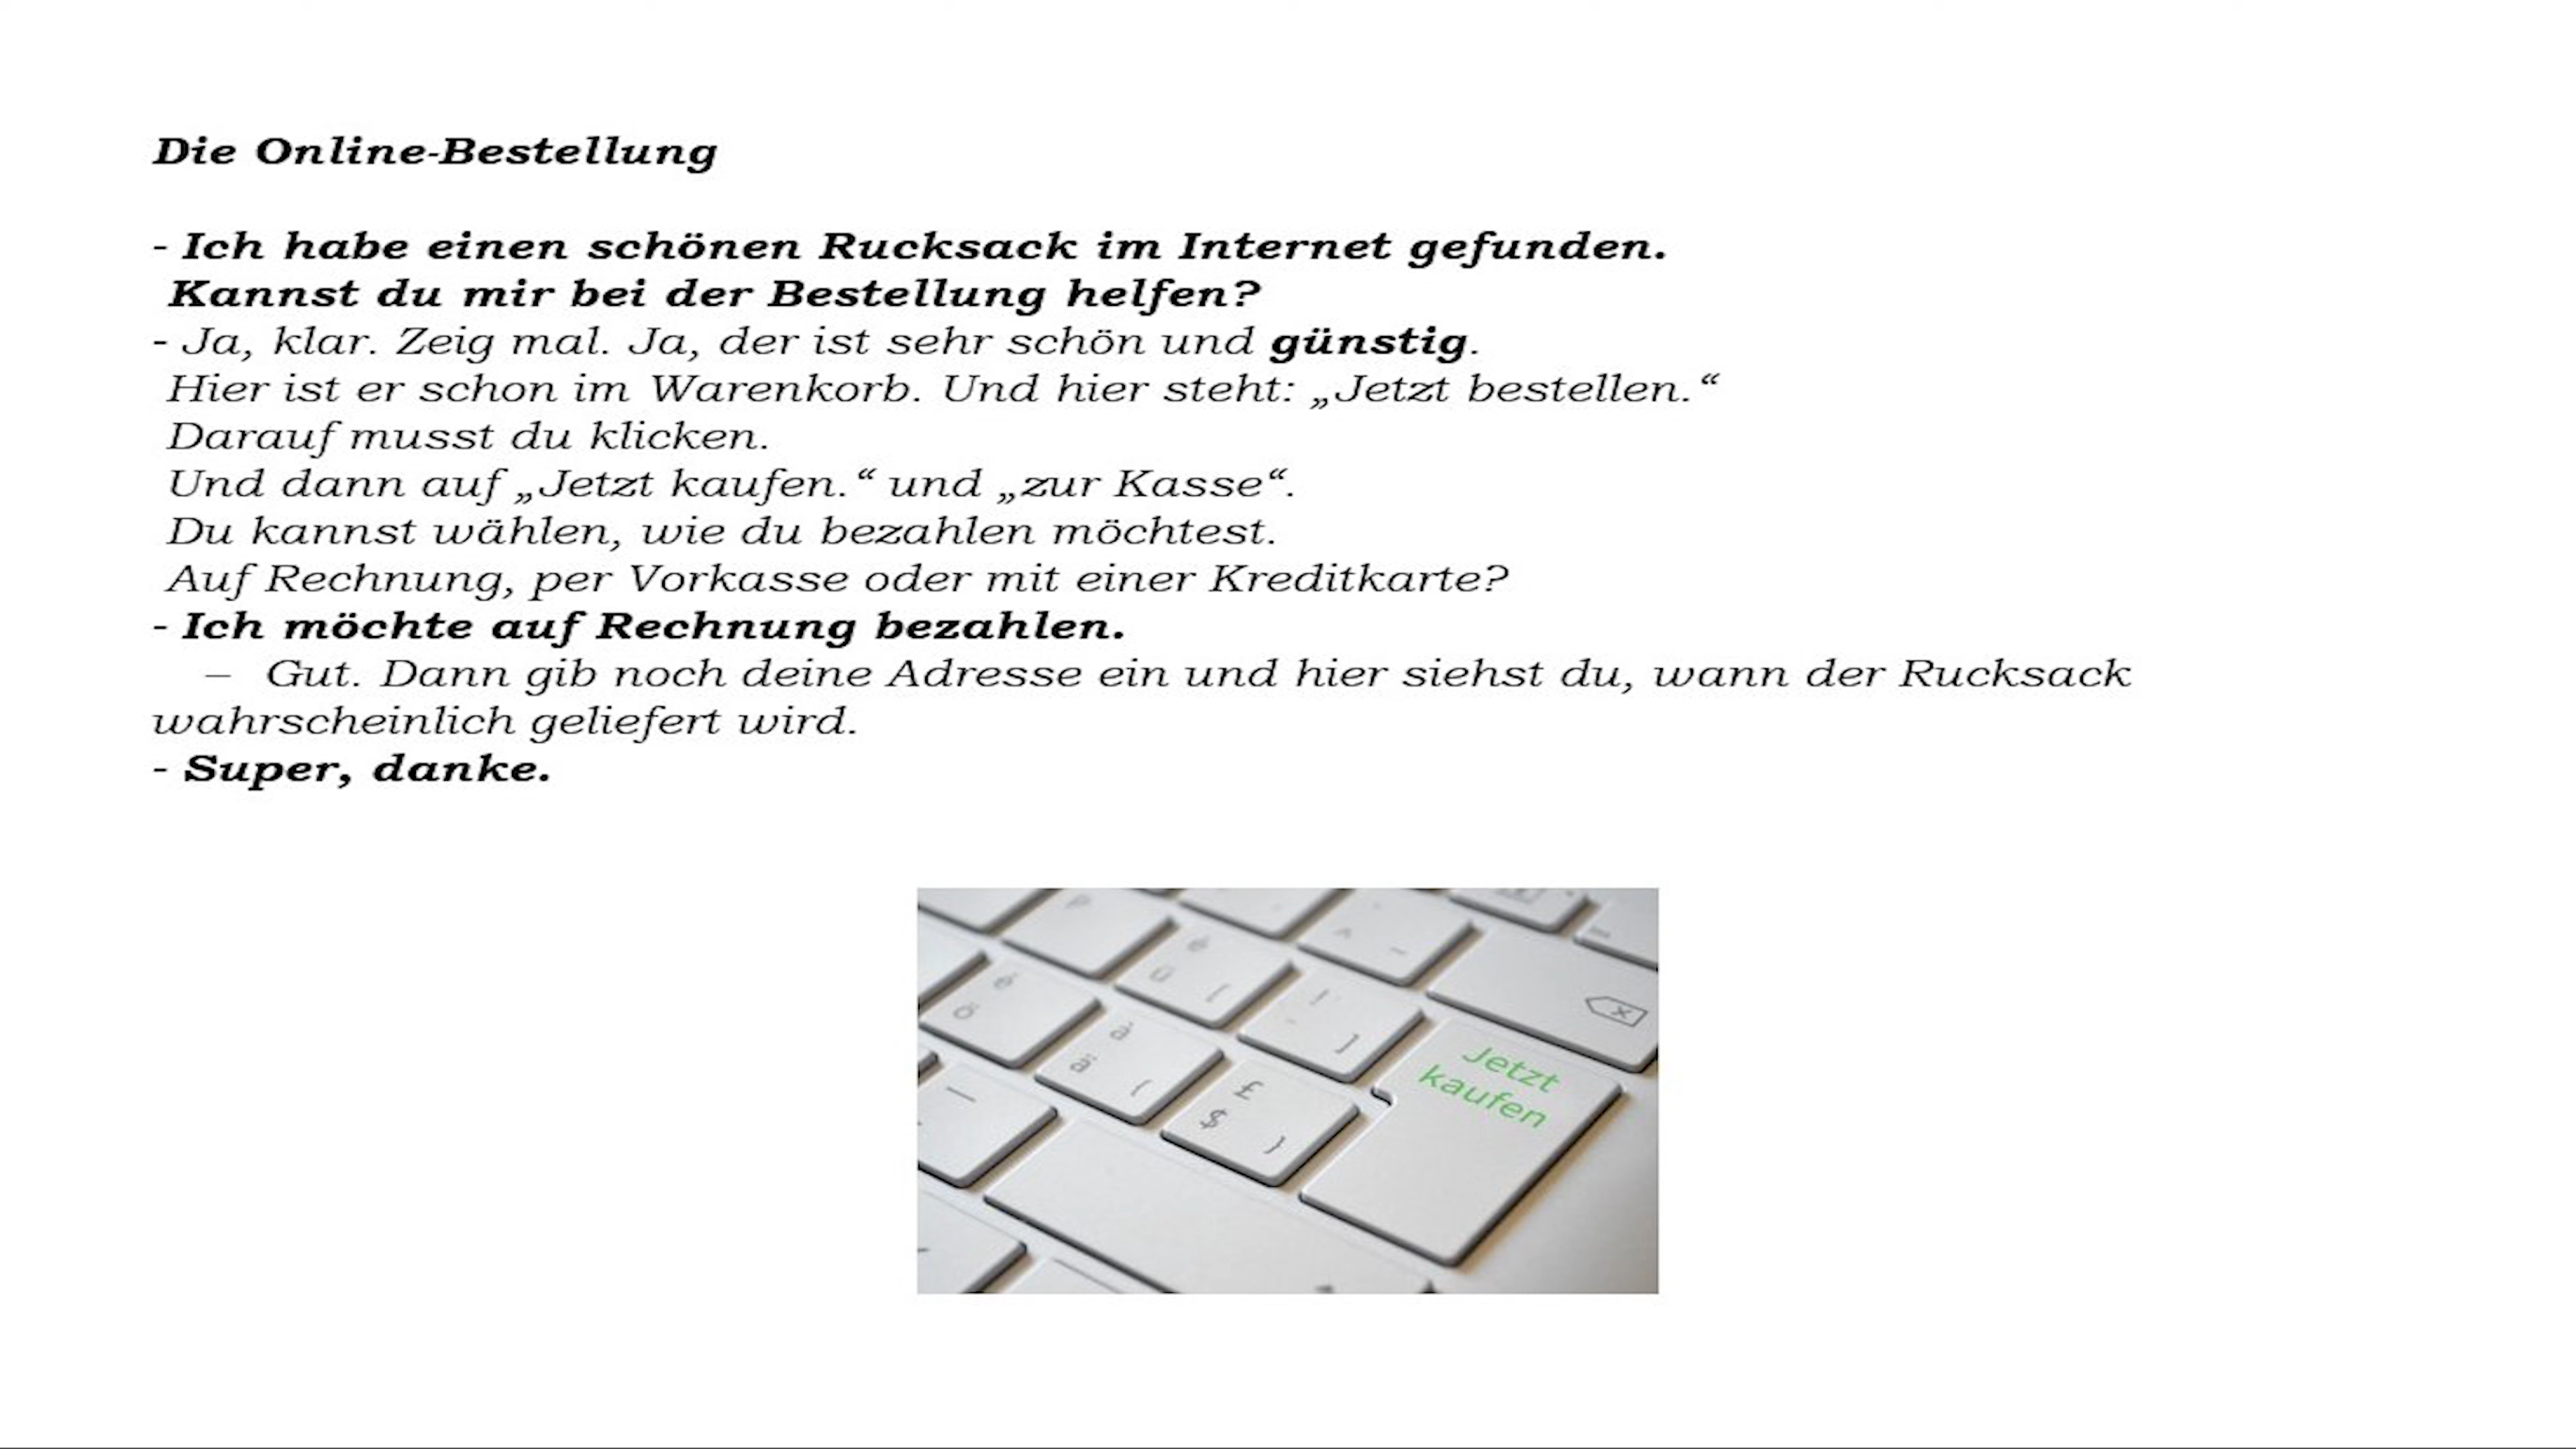 Die Online-Bestellung
- Ich habe einen schönen Rucksack im Internet gefunden.
Kannst du mir bei der Bestellung helfen?
- Ja, klar. Zeig mal. Ja, der ist sehr schön und günstig.
Hier ist er schon im Warenkorb. Und hier steht: „Jetzt bestellen.“
Darauf musst du klicken.
Und dann auf „Jetzt kaufen.“ und „zur Kasse“.
Du kannst wählen, wie du bezahlen möchtest.
Auf Rechnung, per Vorkasse oder mit einer Kreditkarte?
- Ich möchte auf Rechnung bezahlen.
– Gut. Dann gib noch deine Adresse ein und hier siehst du, wann der Rucksack
wahrscheinlich geliefert wird.
- Super, danke.
Jetzt
kaufen